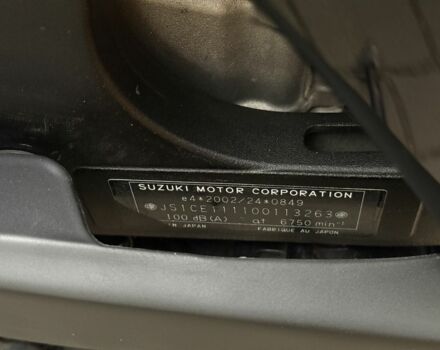 SUZUKI MOTOR CORPORATION
e4*2002/24*0849
JS1CE111100113263
100 dB(A) at 6750 min⁻¹
IN JAPAN FABRIQUE AU JAPON